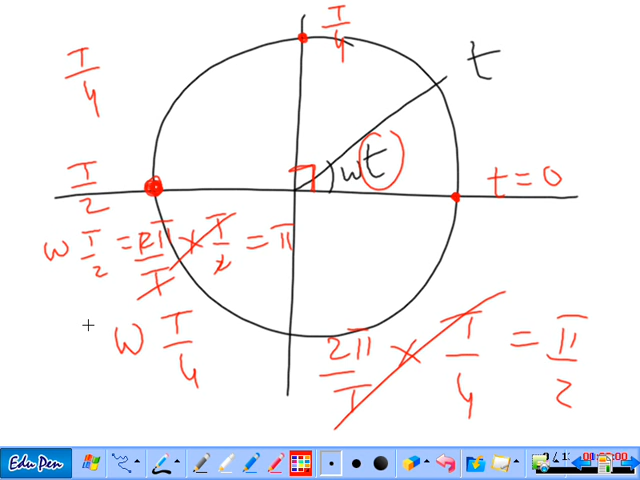 T/4
T/4
t
ωt
T/2
t = 0
ω T/2 = 2π/T × T/2 = π
ω T/4
2π/T × T/4 = π/2
Edu Pen